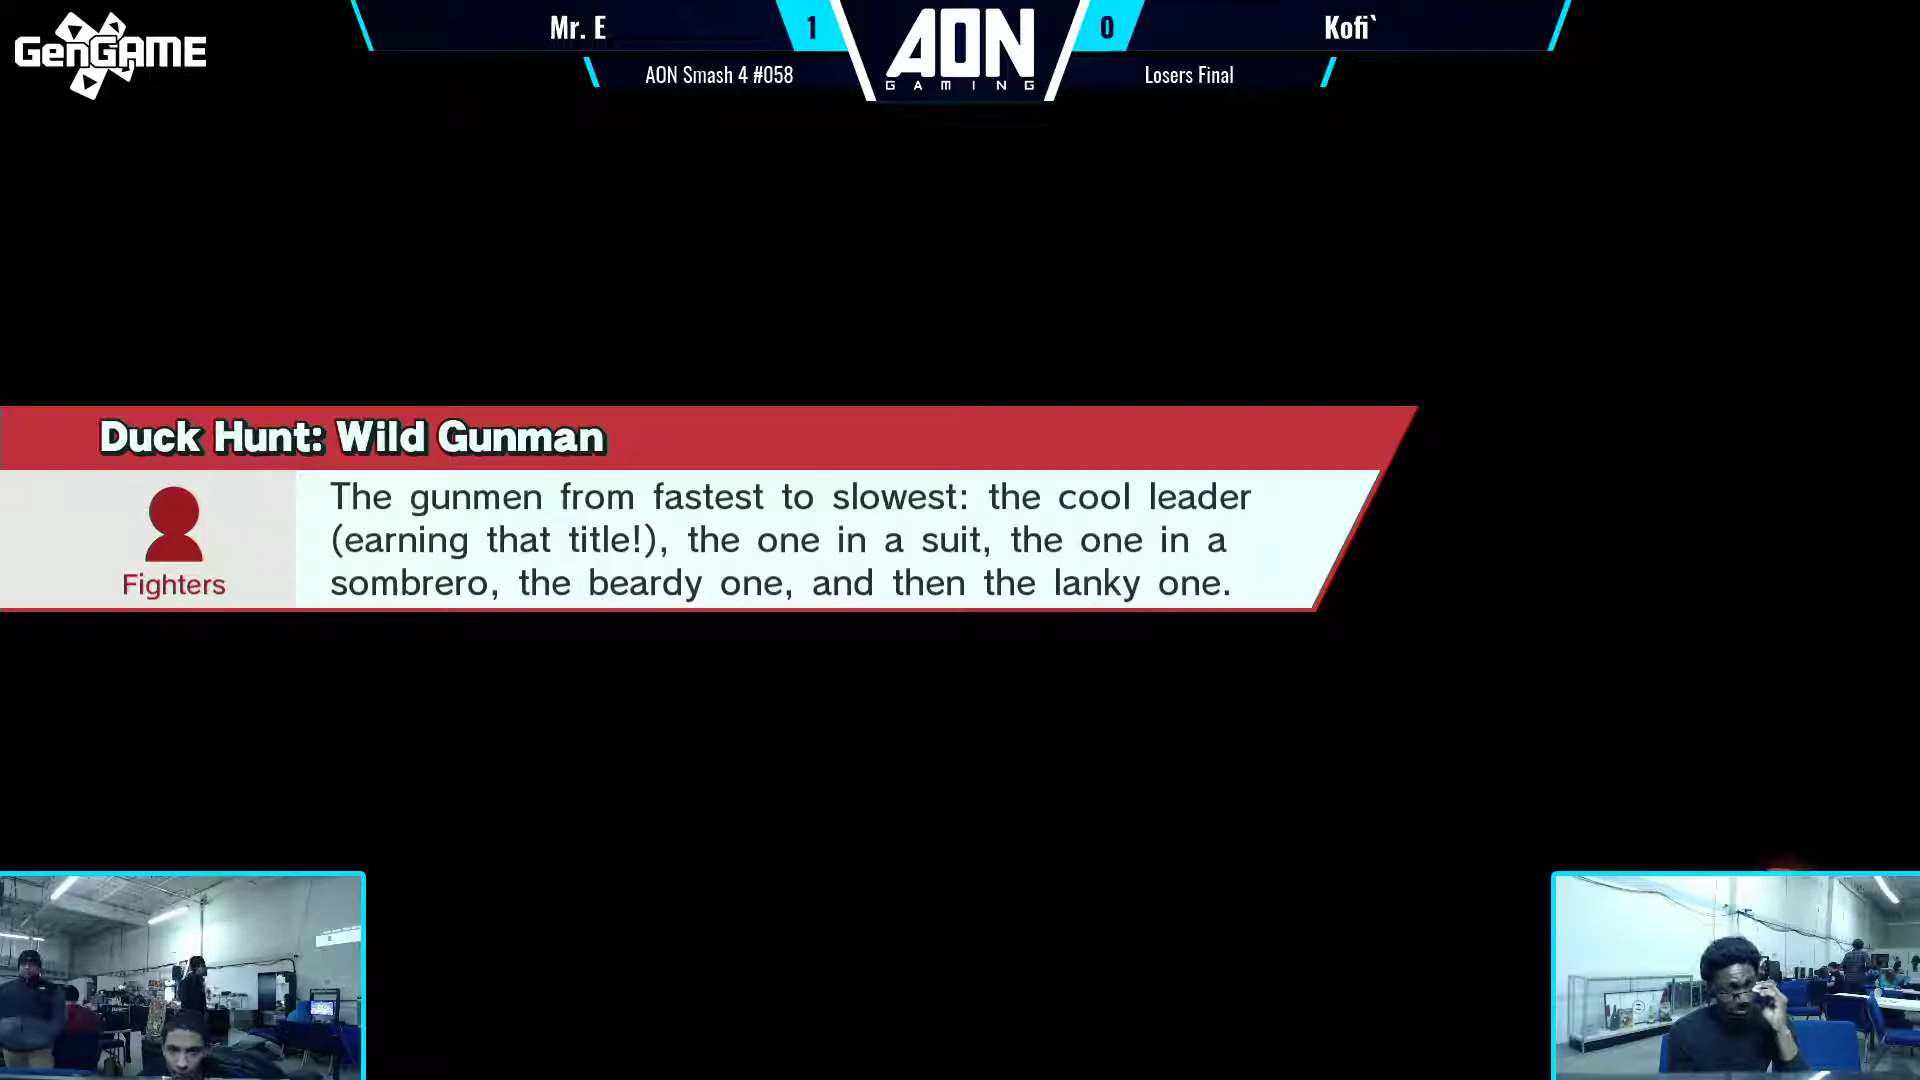 GenGAME
Mr. E
1
AON
GAMING
0
Kofi`
AON Smash 4 #058
Losers Final
Duck Hunt: Wild Gunman
Fighters
The gunmen from fastest to slowest: the cool leader
(earning that title!), the one in a suit, the one in a
sombrero, the beardy one, and then the lanky one.